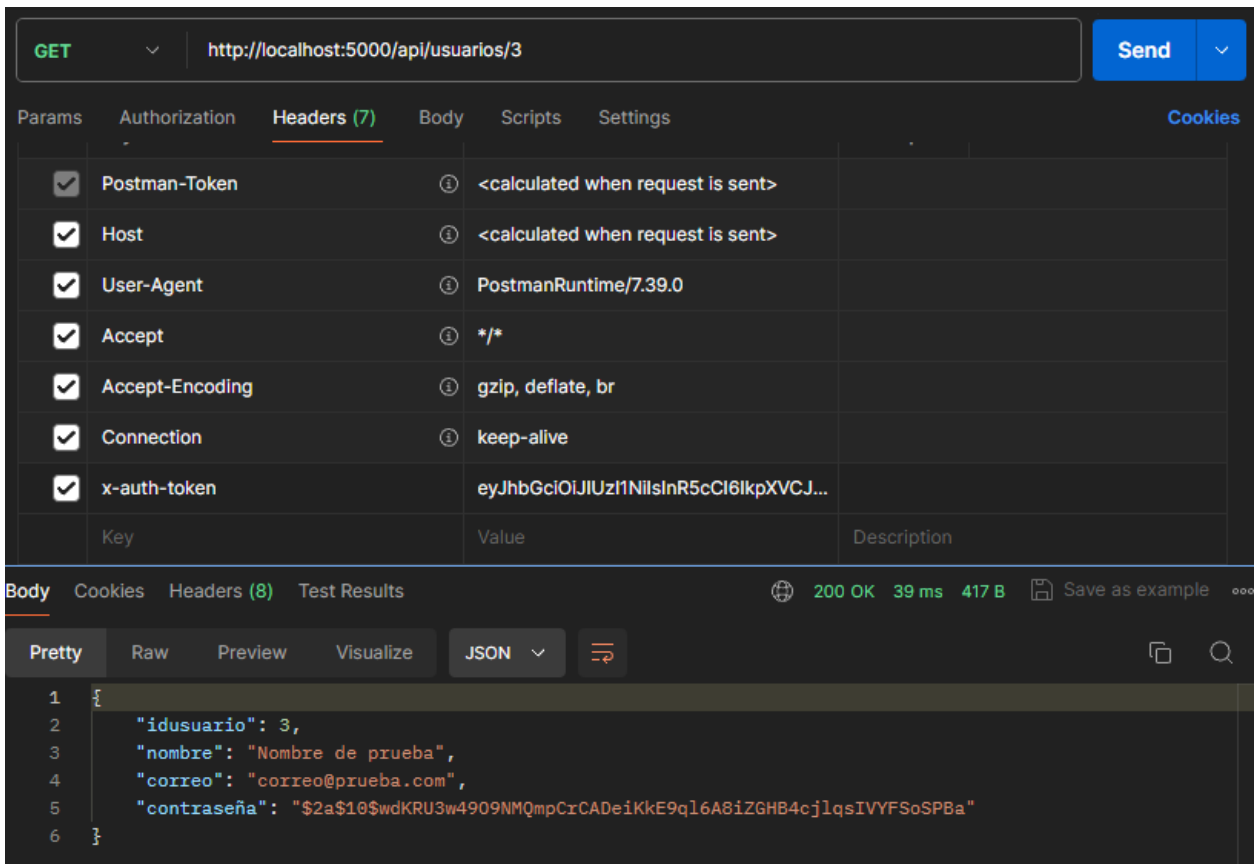 GET http://localhost:5000/api/usuarios/3 Send
Params Authorization Headers (7) Body Scripts Settings Cookies
Postman-Token <calculated when request is sent>
Host <calculated when request is sent>
User-Agent PostmanRuntime/7.39.0
Accept */*
Accept-Encoding gzip, deflate, br
Connection keep-alive
x-auth-token eyJhbGciOiJIUzI1NiIsInR5cCI6IkpXVCJ...
Key Value Description
Body Cookies Headers (8) Test Results 200 OK 39 ms 417 B Save as example
Pretty Raw Preview Visualize JSON
1 {
2 "idusuario": 3,
3 "nombre": "Nombre de prueba",
4 "correo": "correo@prueba.com",
5 "contraseña": "$2a$10$wdKRU3w49O9NMQmpCrCADeiKkE9ql6A8iZGHB4cjlqsIVYFSoSPBa"
6 }